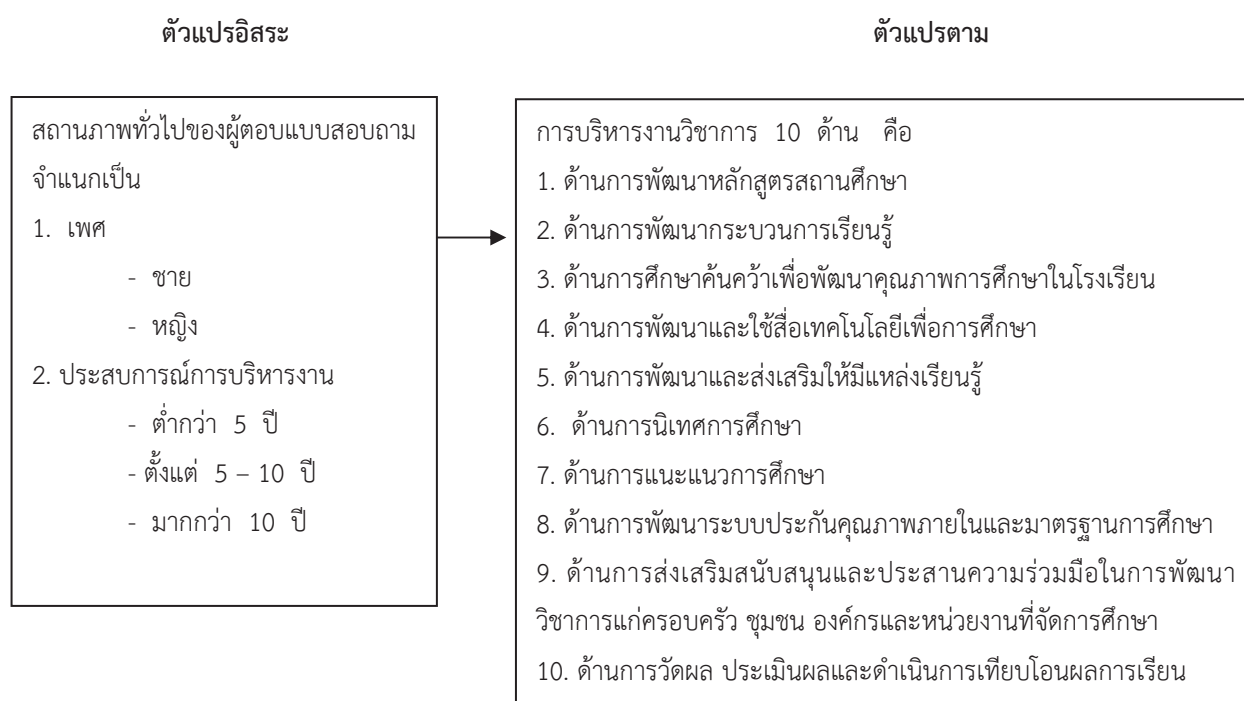 ตัวแปรอิสระ
ตัวแปรตาม
สถานภาพทั่วไปของผู้ตอบแบบสอบถาม
จำแนกเป็น
1. เพศ
- ชาย
- หญิง
2. ประสบการณ์การบริหารงาน
- ต่ำกว่า 5 ปี
- ตั้งแต่ 5 – 10 ปี
- มากกว่า 10 ปี
การบริหารงานวิชาการ 10 ด้าน คือ
1. ด้านการพัฒนาหลักสูตรสถานศึกษา
2. ด้านการพัฒนากระบวนการเรียนรู้
3. ด้านการศึกษาค้นคว้าเพื่อพัฒนาคุณภาพการศึกษาในโรงเรียน
4. ด้านการพัฒนาและใช้สื่อเทคโนโลยีเพื่อการศึกษา
5. ด้านการพัฒนาและส่งเสริมให้มีแหล่งเรียนรู้
6. ด้านการนิเทศการศึกษา
7. ด้านการแนะแนวการศึกษา
8. ด้านการพัฒนาระบบประกันคุณภาพภายในและมาตรฐานการศึกษา
9. ด้านการส่งเสริมสนับสนุนและประสานความร่วมมือในการพัฒนา
วิชาการแก่ครอบครัว ชุมชน องค์กรและหน่วยงานที่จัดการศึกษา
10. ด้านการวัดผล ประเมินผลและดำเนินการเทียบโอนผลการเรียน